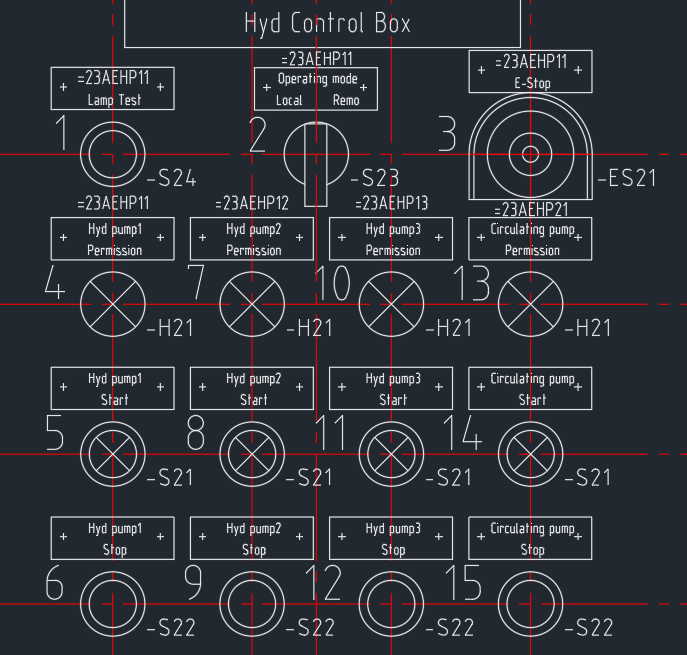 Hyd Control Box
=23AEHP11
Lamp Test
1
-S24
=23AEHP11
Operating mode
Local Remo
2
-S23
=23AEHP11
E-Stop
3
-ES21
=23AEHP11
Hyd pump1
Permission
4
-H21
=23AEHP12
Hyd pump2
Permission
7
-H21
=23AEHP13
Hyd pump3
Permission
10
-H21
=23AEHP21
Circulating pump
Permission
13
-H21
Hyd pump1
Start
5
-S21
Hyd pump2
Start
8
-S21
Hyd pump3
Start
11
-S21
Circulating pump
Start
14
-S21
Hyd pump1
Stop
6
-S22
Hyd pump2
Stop
9
-S22
Hyd pump3
Stop
12
-S22
Circulating pump
Stop
15
-S22